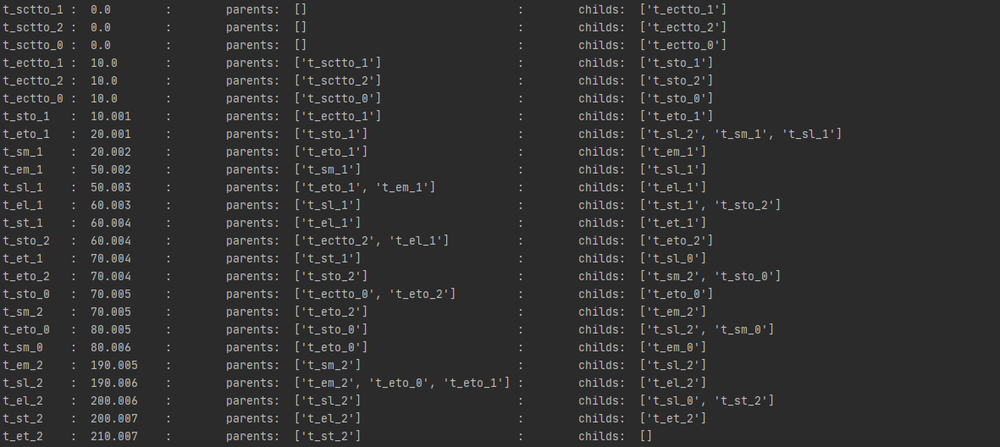 t_sctto_1 :  0.0        :        parents:  []                               :        childs:  ['t_ectto_1']
t_sctto_2 :  0.0        :        parents:  []                               :        childs:  ['t_ectto_2']
t_sctto_0 :  0.0        :        parents:  []                               :        childs:  ['t_ectto_0']
t_ectto_1 :  10.0       :        parents:  ['t_sctto_1']                    :        childs:  ['t_sto_1']
t_ectto_2 :  10.0       :        parents:  ['t_sctto_2']                    :        childs:  ['t_sto_2']
t_ectto_0 :  10.0       :        parents:  ['t_sctto_0']                    :        childs:  ['t_sto_0']
t_sto_1   :  10.001     :        parents:  ['t_ectto_1']                    :        childs:  ['t_eto_1']
t_eto_1   :  20.001     :        parents:  ['t_sto_1']                      :        childs:  ['t_sl_2', 't_sm_1', 't_sl_1']
t_sm_1    :  20.002     :        parents:  ['t_eto_1']                      :        childs:  ['t_em_1']
t_em_1    :  50.002     :        parents:  ['t_sm_1']                       :        childs:  ['t_sl_1']
t_sl_1    :  50.003     :        parents:  ['t_eto_1', 't_em_1']            :        childs:  ['t_el_1']
t_el_1    :  60.003     :        parents:  ['t_sl_1']                       :        childs:  ['t_st_1', 't_sto_2']
t_st_1    :  60.004     :        parents:  ['t_el_1']                       :        childs:  ['t_et_1']
t_sto_2   :  60.004     :        parents:  ['t_ectto_2', 't_el_1']          :        childs:  ['t_eto_2']
t_et_1    :  70.004     :        parents:  ['t_st_1']                       :        childs:  ['t_sl_0']
t_eto_2   :  70.004     :        parents:  ['t_sto_2']                      :        childs:  ['t_sm_2', 't_sto_0']
t_sto_0   :  70.005     :        parents:  ['t_ectto_0', 't_eto_2']         :        childs:  ['t_eto_0']
t_sm_2    :  70.005     :        parents:  ['t_eto_2']                      :        childs:  ['t_em_2']
t_eto_0   :  80.005     :        parents:  ['t_sto_0']                      :        childs:  ['t_sl_2', 't_sm_0']
t_sm_0    :  80.006     :        parents:  ['t_eto_0']                      :        childs:  ['t_em_0']
t_em_2    :  190.005    :        parents:  ['t_sm_2']                       :        childs:  ['t_sl_2']
t_sl_2    :  190.006    :        parents:  ['t_em_2', 't_eto_0', 't_eto_1'] :        childs:  ['t_el_2']
t_el_2    :  200.006    :        parents:  ['t_sl_2']                       :        childs:  ['t_sl_0', 't_st_2']
t_st_2    :  200.007    :        parents:  ['t_el_2']                       :        childs:  ['t_et_2']
t_et_2    :  210.007    :        parents:  ['t_st_2']                       :        childs:  []